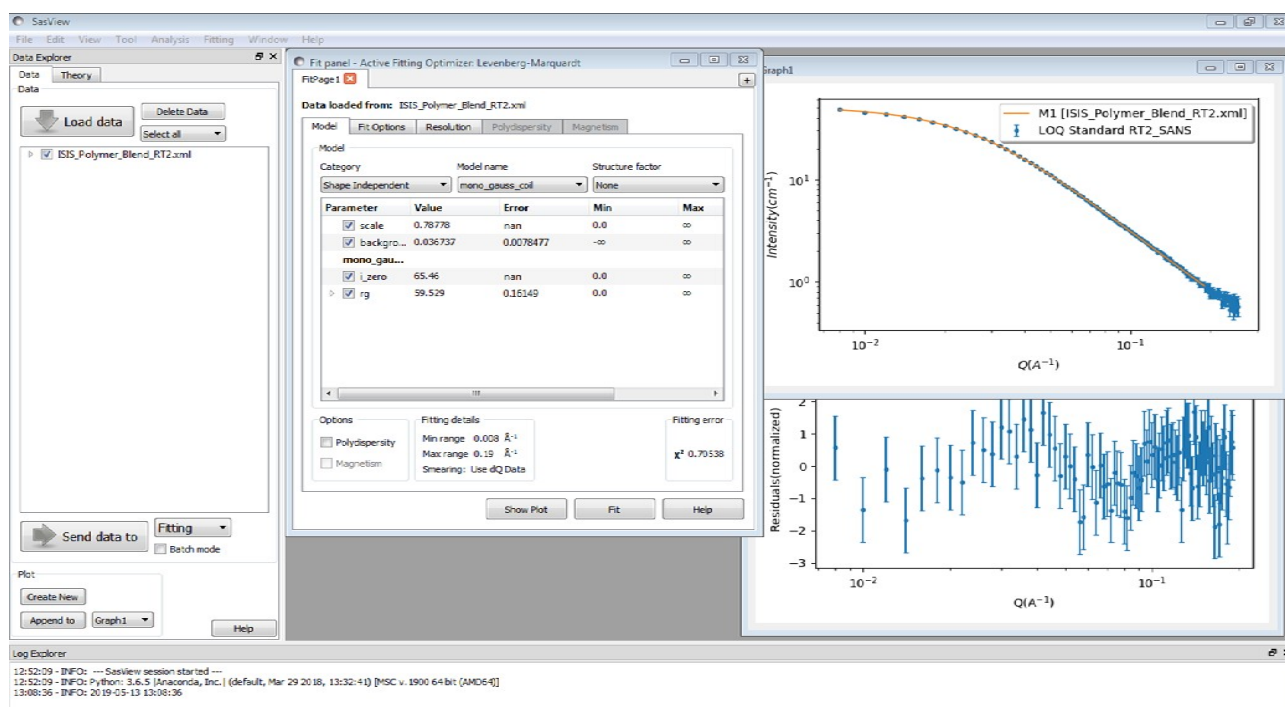 SasView
File Edit View Tool Analysis Fitting Window Help
Data Explorer
Data Theory
Data
Load data
Delete Data
Select all
ISIS_Polymer_Blend_RT2.xml
Send data to
Fitting
Batch mode
Plot
Create New
Append to Graph1
Help
Fit panel - Active Fitting Optimizer: Levenberg-Marquardt
FitPage1
Data loaded from: ISIS_Polymer_Blend_RT2.xml
Model Fit Options Resolution Polydispersity Magnetism
Model
Category Model name Structure factor
Shape Independent mono_gauss_coil None
Parameter Value Error Min Max
scale 0.78778 nan 0.0 ∞
backgro... 0.036737 0.0078477 -∞ ∞
mono_gau...
i_zero 65.46 nan 0.0 ∞
rg 59.529 0.16149 0.0 ∞
Options
Polydispersity
Magnetism
Fitting details
Min range 0.008 Å⁻¹
Max range 0.19 Å⁻¹
Smearing: Use dQ Data
Fitting error
χ² 0.79538
Show Plot Fit Help
Graph1
M1 [ISIS_Polymer_Blend_RT2.xml]
LOQ Standard RT2_SANS
Intensity(cm⁻¹)
10¹
10⁰
10⁻² 10⁻¹
Q(A⁻¹)
Residuals(normalized)
2
1
0
−1
−2
−3
10⁻² 10⁻¹
Q(A⁻¹)
Log Explorer
12:52:09 - INFO: --- SasView session started ---
12:52:09 - INFO: Python: 3.6.5 |Anaconda, Inc.| (default, Mar 29 2018, 13:32:41) [MSC v.1900 64 bit (AMD64)]
13:08:36 - INFO: 2019-05-13 13:08:36